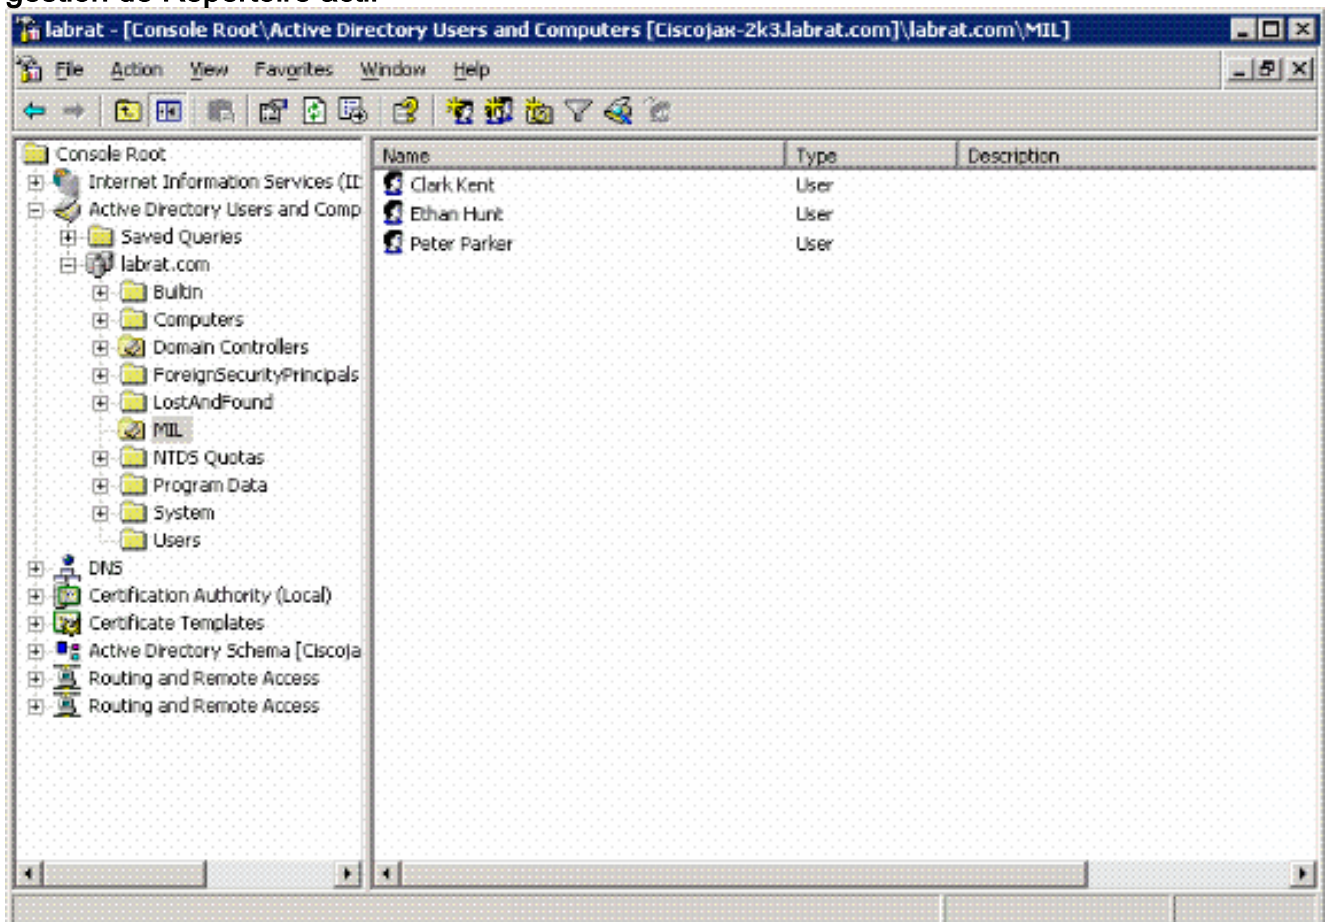 gestion de Répertoire actif
labrat - [Console Root\Active Directory Users and Computers [Ciscojax-2k3.labrat.com]\labrat.com\MIL]
File Action View Favorites Window Help
Console Root
Internet Information Services (II
Active Directory Users and Comp
Saved Queries
labrat.com
Builtin
Computers
Domain Controllers
ForeignSecurityPrincipals
LostAndFound
MIL
NTDS Quotas
Program Data
System
Users
DNS
Certification Authority (Local)
Certificate Templates
Active Directory Schema [Ciscoja
Routing and Remote Access
Routing and Remote Access
Name Type Description
Clark Kent User
Ethan Hunt User
Peter Parker User